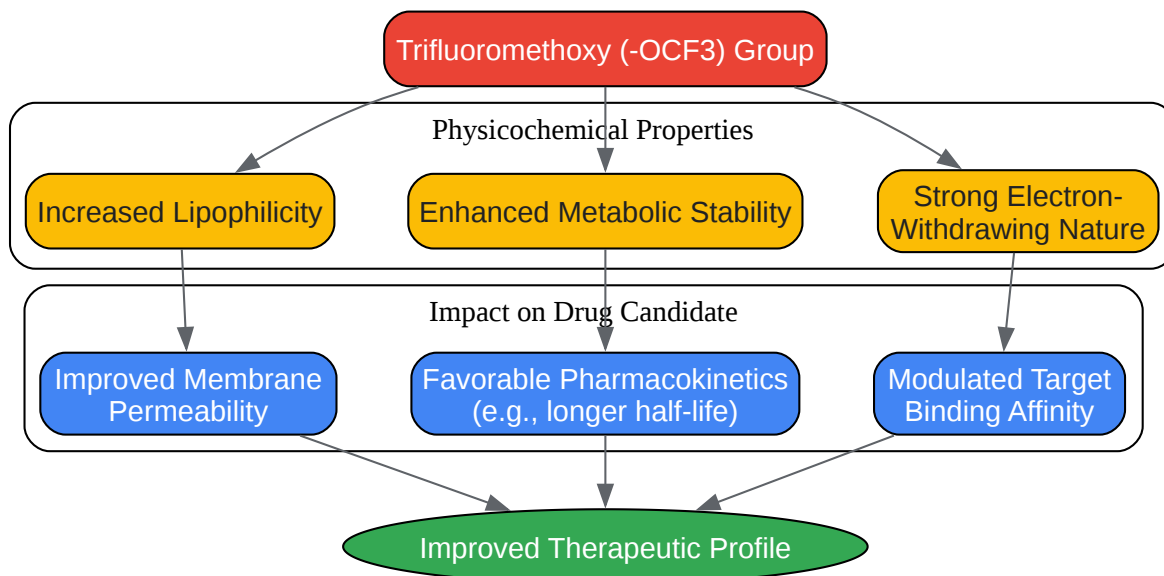 Trifluoromethoxy (-OCF3) Group
Physicochemical Properties
Increased Lipophilicity
Enhanced Metabolic Stability
Strong Electron-
Withdrawing Nature
Impact on Drug Candidate
Improved Membrane
Permeability
Favorable Pharmacokinetics
(e.g., longer half-life)
Modulated Target
Binding Affinity
Improved Therapeutic Profile